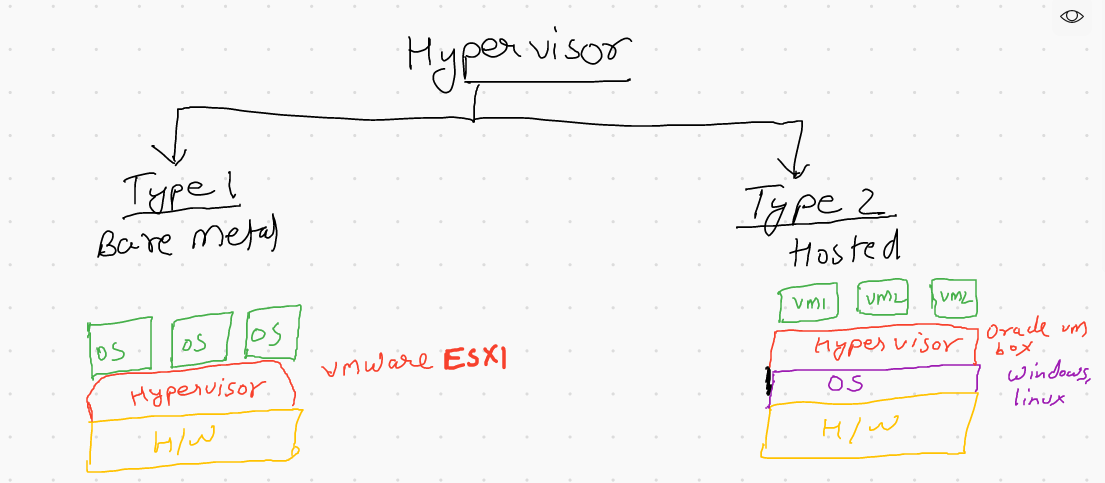 Hypervisor
Type 1
Bare Metal
OS
OS
OS
Hypervisor
H/W
vmware ESXI
Type 2
Hosted
vm1
vm2
vm2
Hypervisor
OS
H/W
Oracle vm
box
windows,
linux